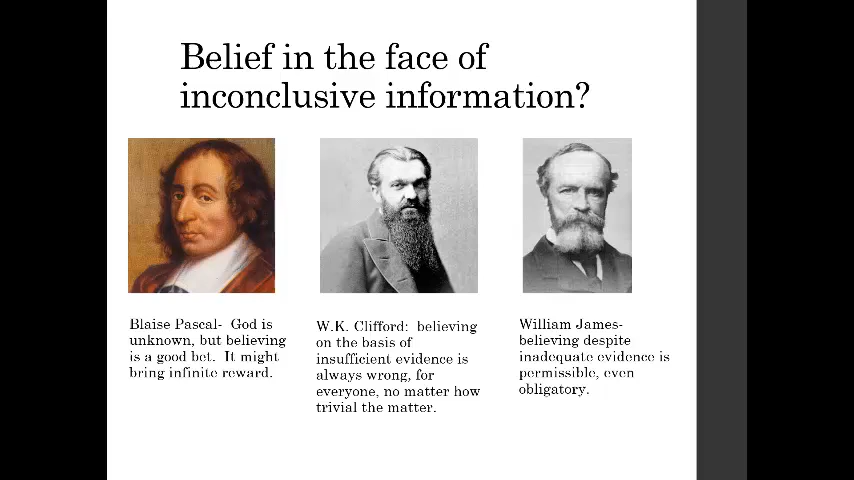 Belief in the face of
inconclusive information?
Blaise Pascal-  God is
unknown, but believing
is a good bet.  It might
bring infinite reward.
W.K. Clifford:  believing
on the basis of
insufficient evidence is
always wrong, for
everyone, no matter how
trivial the matter.
William James-
believing despite
inadequate evidence is
permissible, even
obligatory.